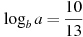 log_b a = 10/13